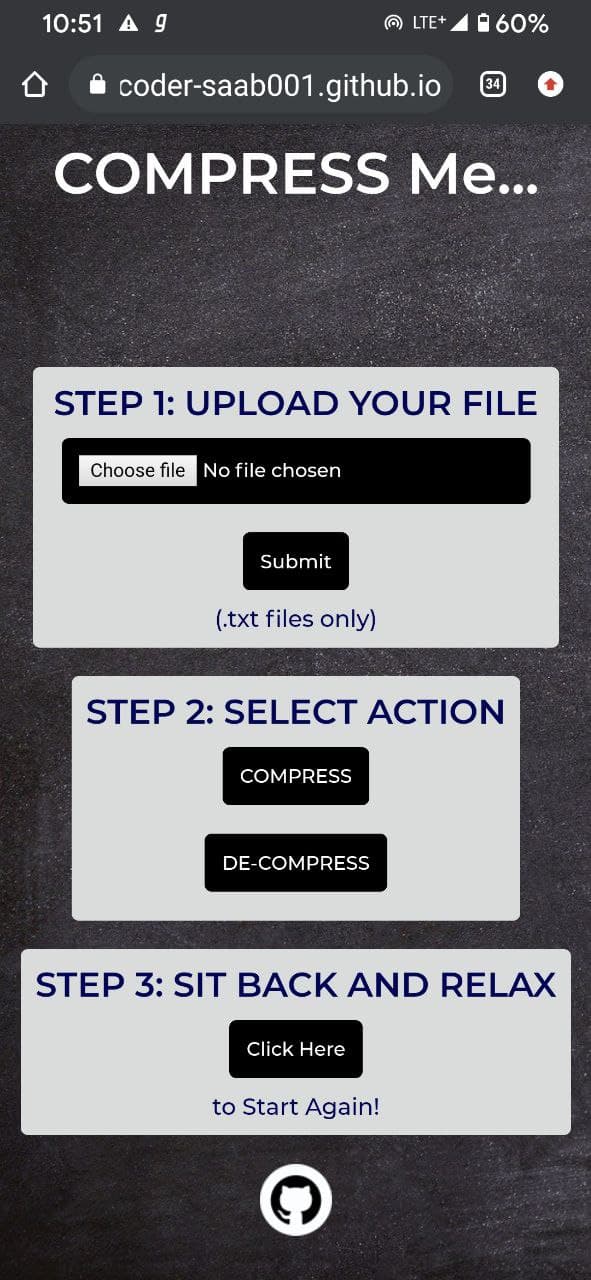 10:51 g LTE+ 60%
coder-saab001.github.io 34
COMPRESS Me...
STEP 1: UPLOAD YOUR FILE
Choose file No file chosen
Submit
(.txt files only)
STEP 2: SELECT ACTION
COMPRESS
DE-COMPRESS
STEP 3: SIT BACK AND RELAX
Click Here
to Start Again!